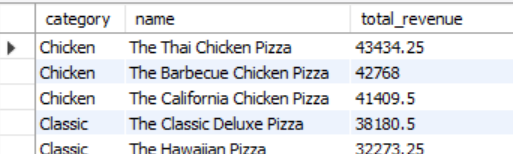 category name total_revenue
Chicken The Thai Chicken Pizza 43434.25
Chicken The Barbecue Chicken Pizza 42768
Chicken The California Chicken Pizza 41409.5
Classic The Classic Deluxe Pizza 38180.5
Classic The Hawaiian Pizza 32273.25